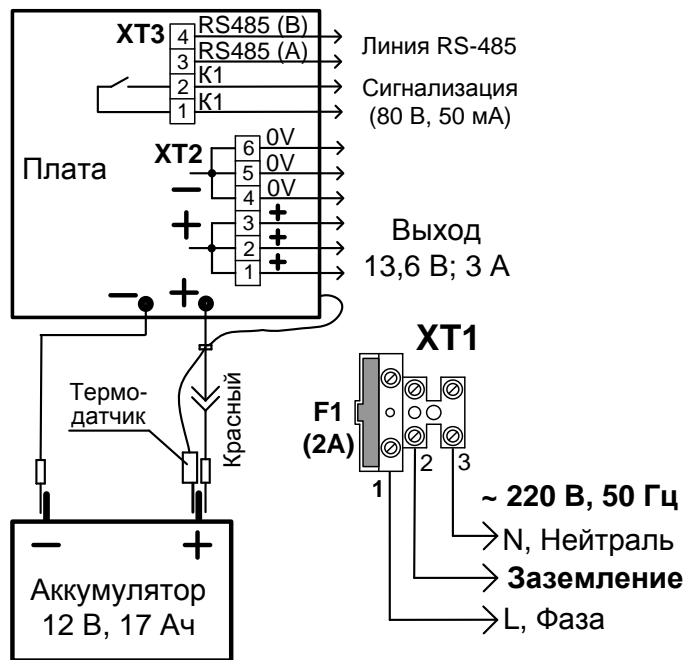 XT3
4 RS485 (B)
3 RS485 (A)
2 К1
1 К1
Линия RS-485
Сигнализация
(80 В, 50 мА)
Плата
XT2
6 0V
5 0V
– 4 0V
+ 3 +
2 +
1 +
Выход
13,6 В; 3 А
– +
XT1
Термо-
датчик
Красный
F1
(2A)
1 2 3
~ 220 В, 50 Гц
N, Нейтраль
Заземление
L, Фаза
– +
Аккумулятор
12 В, 17 Ач